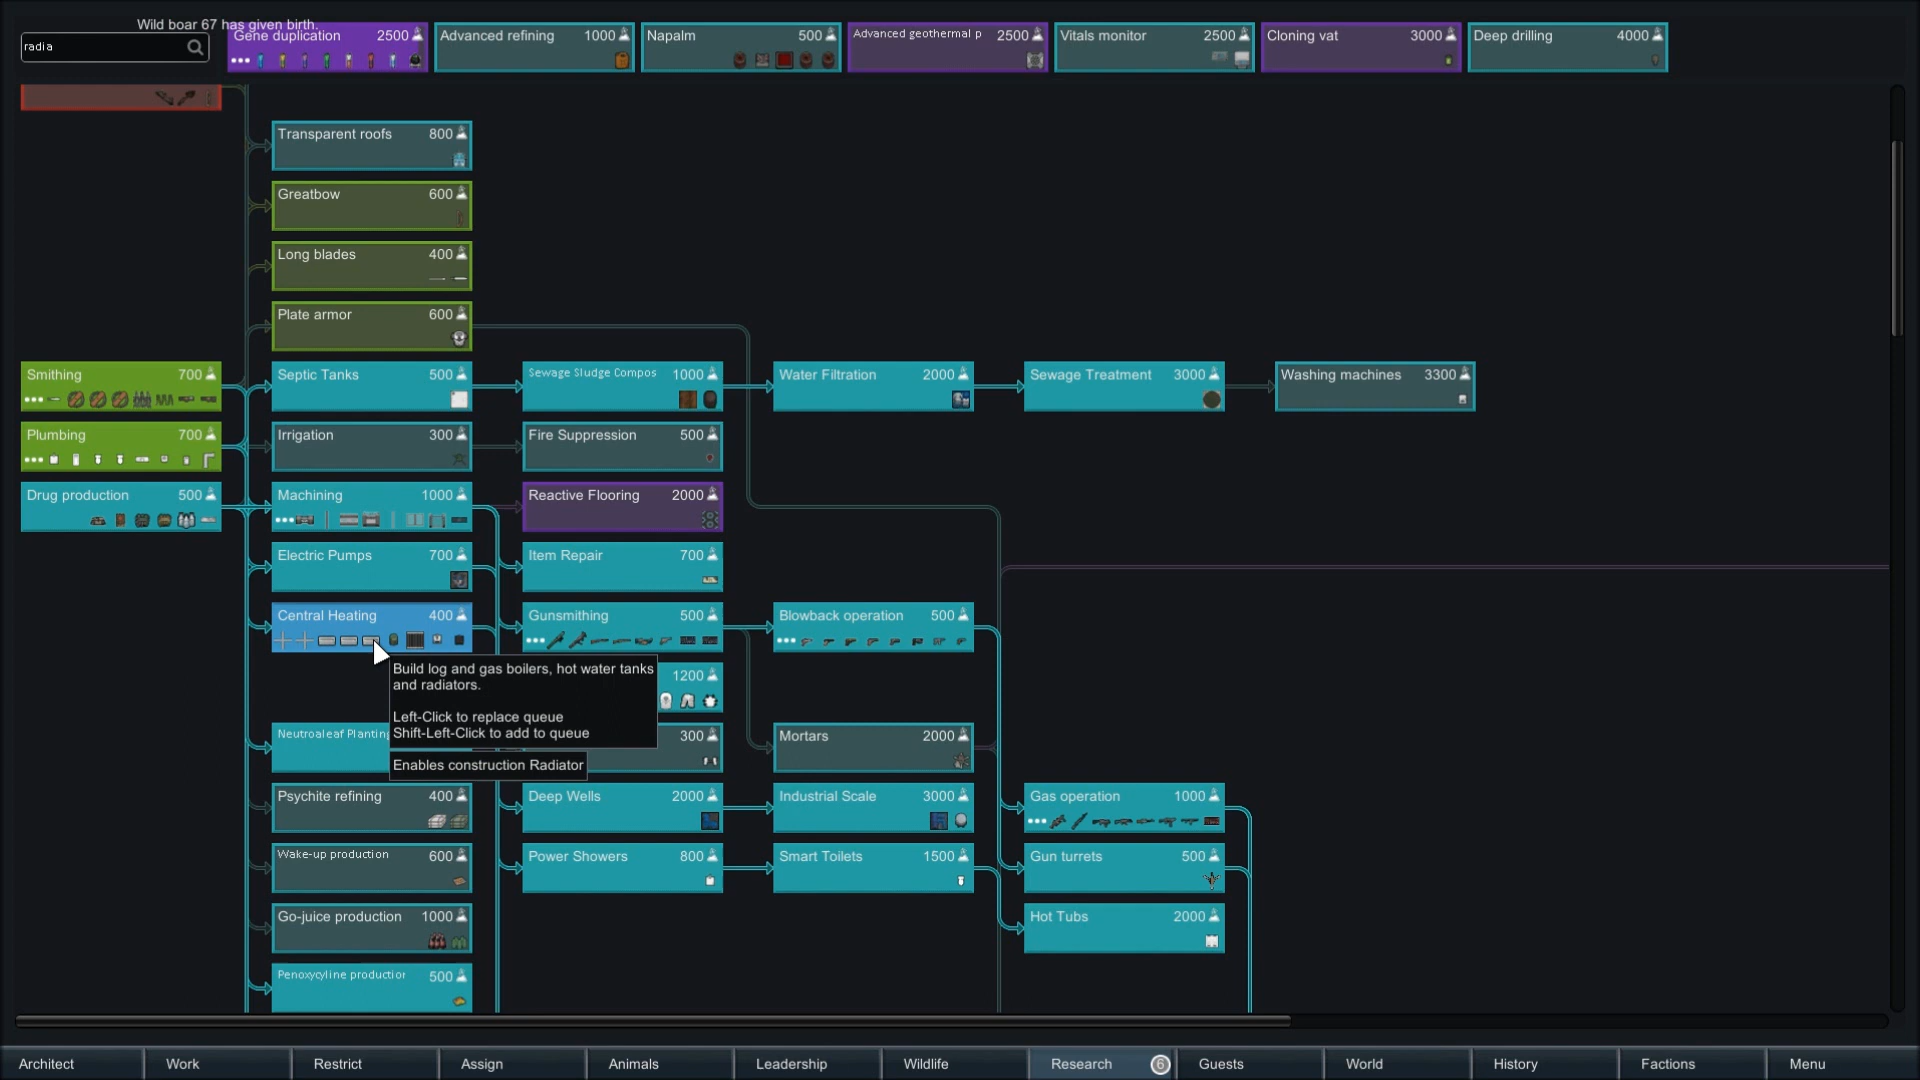 Wild boar 67 has given birth.
radia
Gene duplication 2500
Advanced refining 1000
Napalm 500
Advanced geothermal p 2500
Vitals monitor 2500
Cloning vat 3000
Deep drilling 4000
Transparent roofs 800
Greatbow 600
Long blades 400
Plate armor 600
Smithing 700
Septic Tanks 500
Sewage Sludge Compos 1000
Water Filtration 2000
Sewage Treatment 3000
Washing machines 3300
Plumbing 700
Irrigation 300
Fire Suppression 500
Drug production 500
Machining 1000
Reactive Flooring 2000
Electric Pumps 700
Item Repair 700
Central Heating 400
Gunsmithing 500
Blowback operation 500
Build log and gas boilers, hot water tanks
and radiators.
Left-Click to replace queue
Shift-Left-Click to add to queue
1200
Neutroaleaf Planting
300
Mortars 2000
Enables construction Radiator
Psychite refining 400
Deep Wells 2000
Industrial Scale 3000
Gas operation 1000
Wake-up production 600
Power Showers 800
Smart Toilets 1500
Gun turrets 500
Go-juice production 1000
Hot Tubs 2000
Penoxycyline production 500
Architect
Work
Restrict
Assign
Animals
Leadership
Wildlife
Research 6
Guests
World
History
Factions
Menu